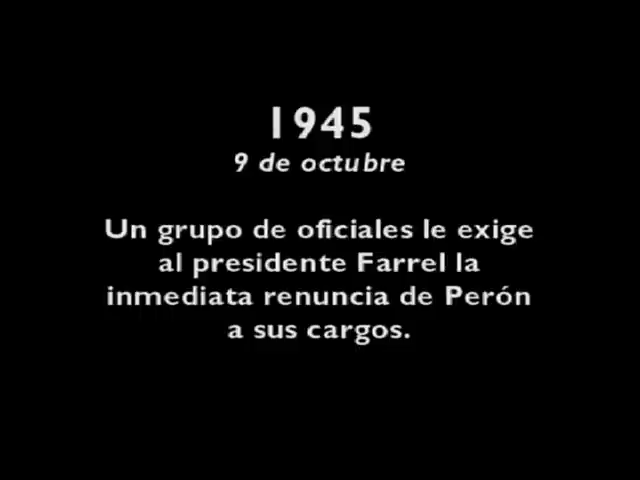 1945
9 de octubre
Un grupo de oficiales le exige
al presidente Farrel la
inmediata renuncia de Perón
a sus cargos.